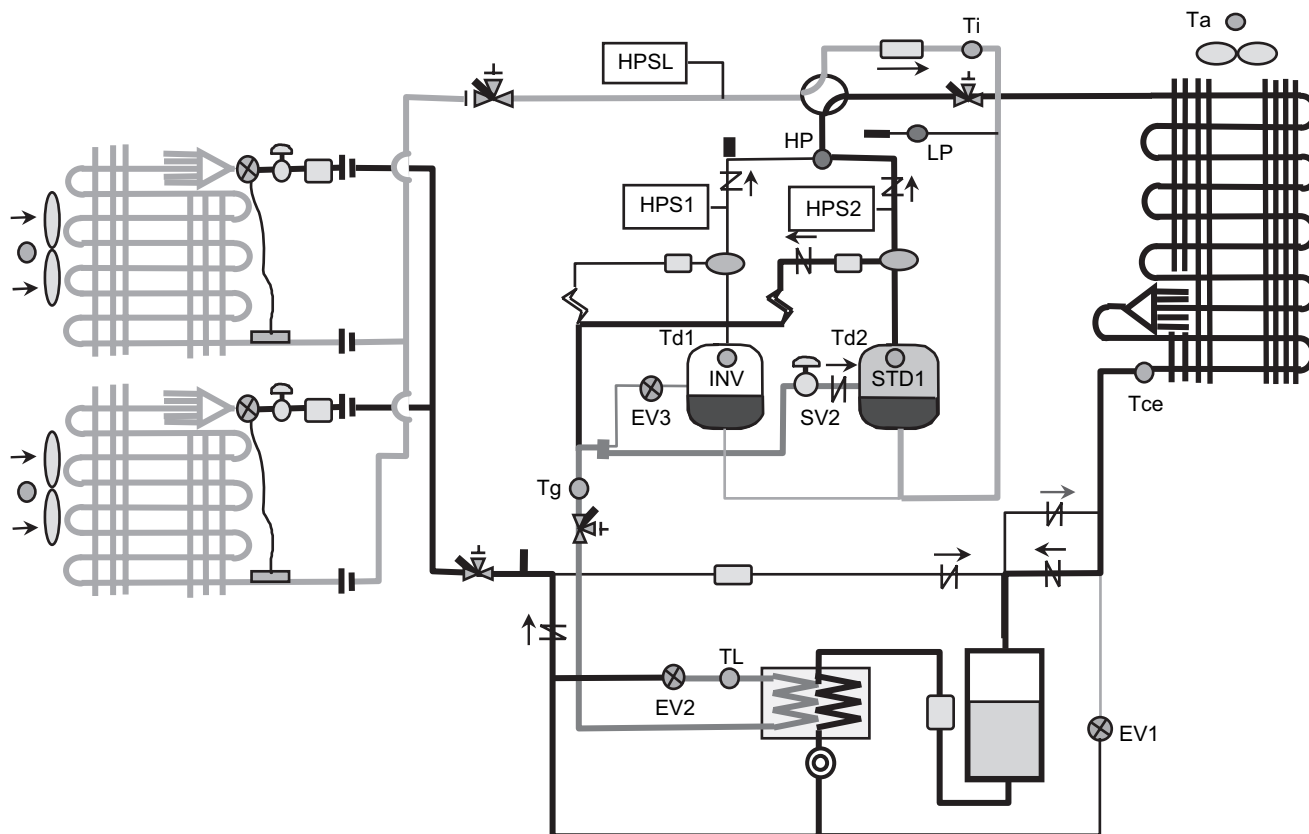 Ta
Ti
HPSL
HP
LP
HPS1
HPS2
Td1
Td2
INV
STD1
EV3
SV2
Tce
Tg
TL
EV2
EV1